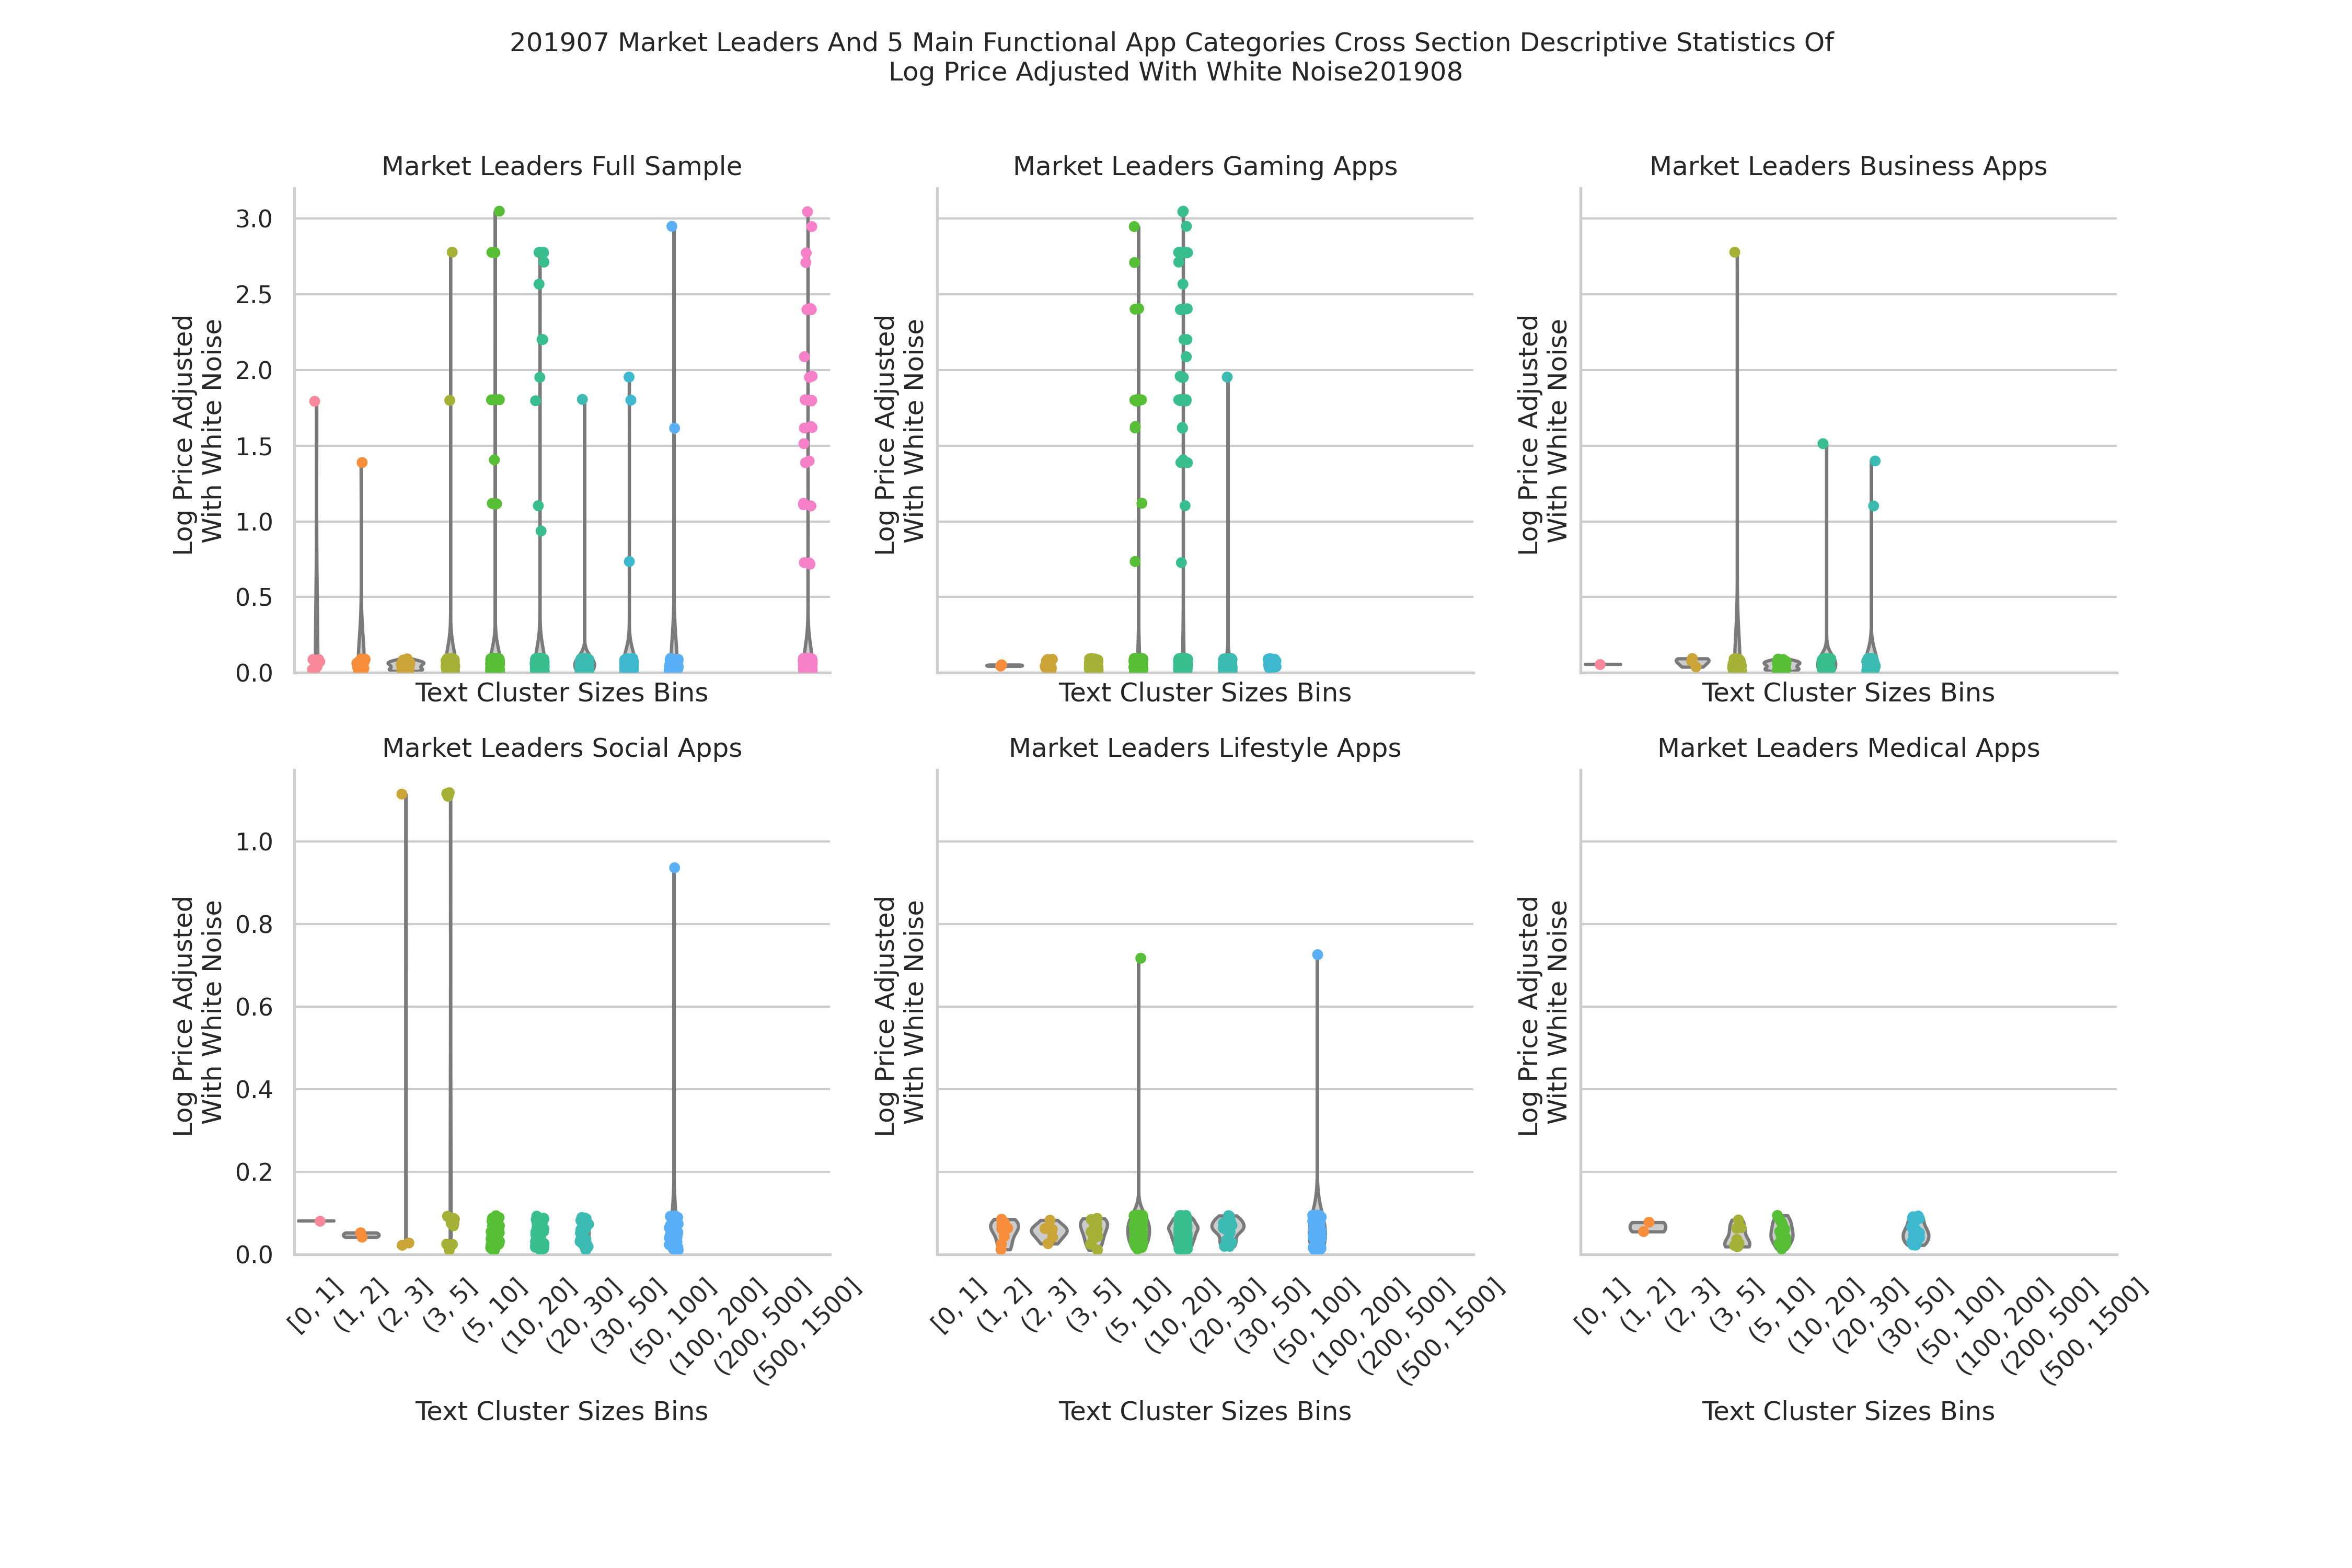 201907 Market Leaders And 5 Main Functional App Categories Cross Section Descriptive Statistics Of
Log Price Adjusted With White Noise201908
Market Leaders Full Sample
Log Price Adjusted
With White Noise
3.0
2.5
2.0
1.5
1.0
0.5
0.0
Text Cluster Sizes Bins
Market Leaders Gaming Apps
Log Price Adjusted
With White Noise
Text Cluster Sizes Bins
Market Leaders Business Apps
Log Price Adjusted
With White Noise
Text Cluster Sizes Bins
Market Leaders Social Apps
Log Price Adjusted
With White Noise
1.0
0.8
0.6
0.4
0.2
0.0
[0, 1]
(1, 2]
(2, 3]
(3, 5]
(5, 10]
(10, 20]
(20, 30]
(30, 50]
(50, 100]
(100, 200]
(200, 500]
(500, 1500]
Text Cluster Sizes Bins
Market Leaders Lifestyle Apps
Log Price Adjusted
With White Noise
[0, 1]
(1, 2]
(2, 3]
(3, 5]
(5, 10]
(10, 20]
(20, 30]
(30, 50]
(50, 100]
(100, 200]
(200, 500]
(500, 1500]
Text Cluster Sizes Bins
Market Leaders Medical Apps
Log Price Adjusted
With White Noise
[0, 1]
(1, 2]
(2, 3]
(3, 5]
(5, 10]
(10, 20]
(20, 30]
(30, 50]
(50, 100]
(100, 200]
(200, 500]
(500, 1500]
Text Cluster Sizes Bins